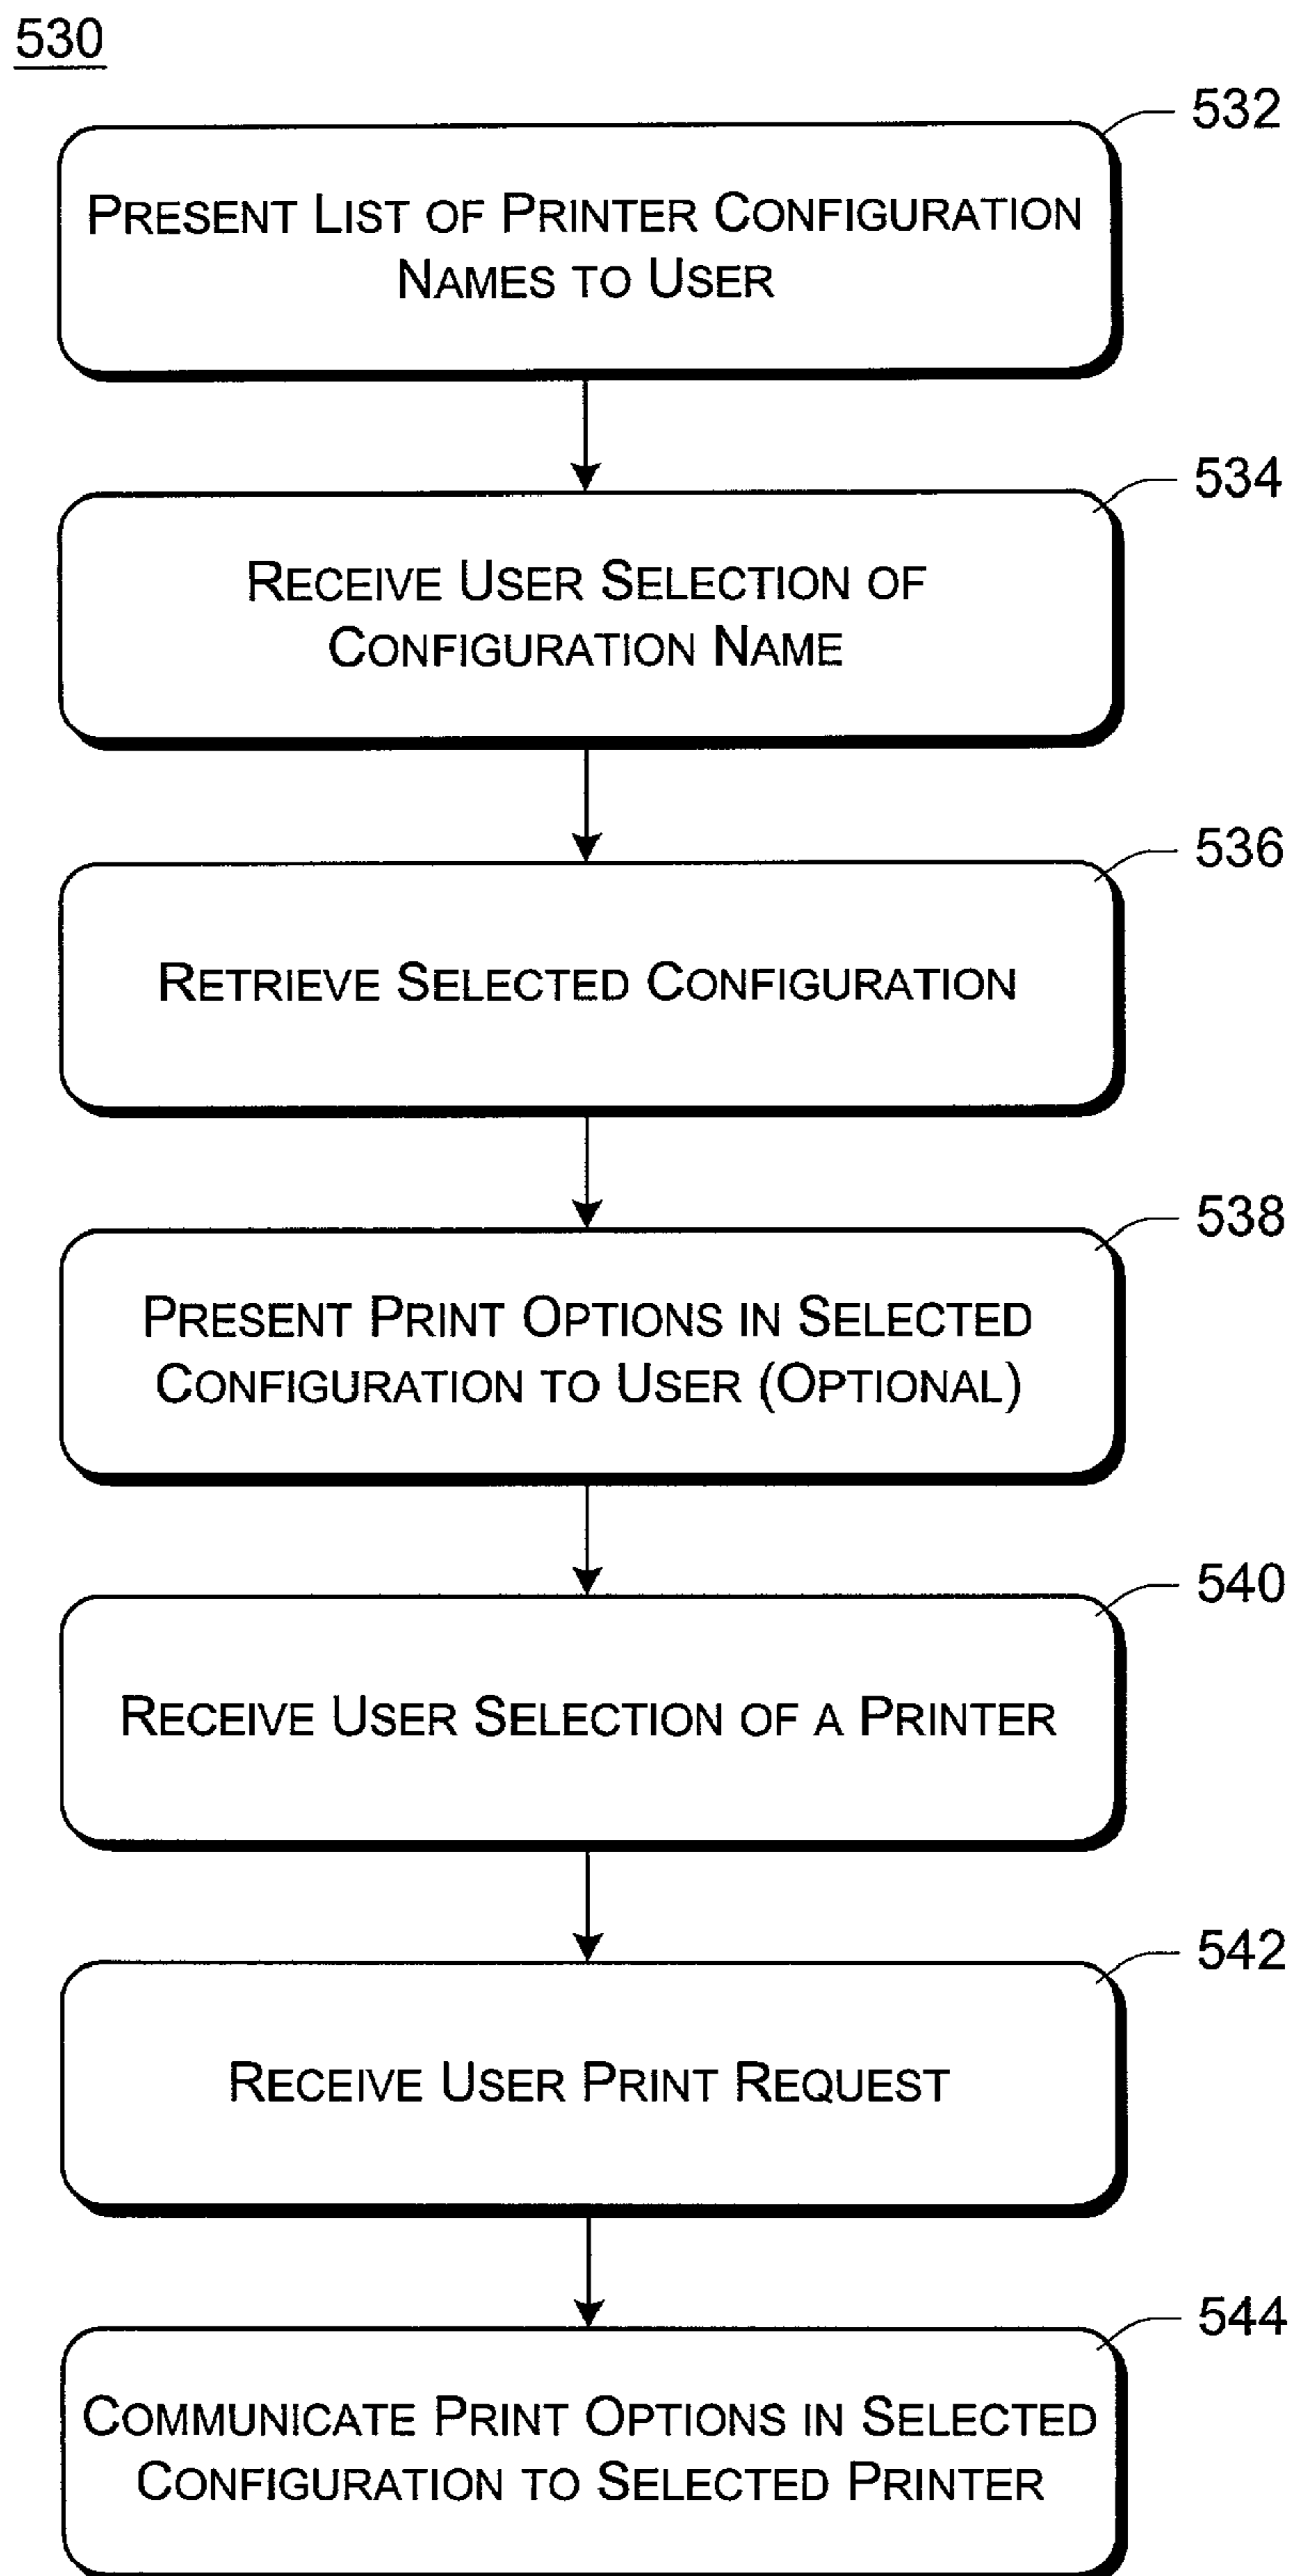 530
532
PRESENT LIST OF PRINTER CONFIGURATION
NAMES TO USER
534
RECEIVE USER SELECTION OF
CONFIGURATION NAME
536
RETRIEVE SELECTED CONFIGURATION
538
PRESENT PRINT OPTIONS IN SELECTED
CONFIGURATION TO USER (OPTIONAL)
540
RECEIVE USER SELECTION OF A PRINTER
542
RECEIVE USER PRINT REQUEST
544
COMMUNICATE PRINT OPTIONS IN SELECTED
CONFIGURATION TO SELECTED PRINTER